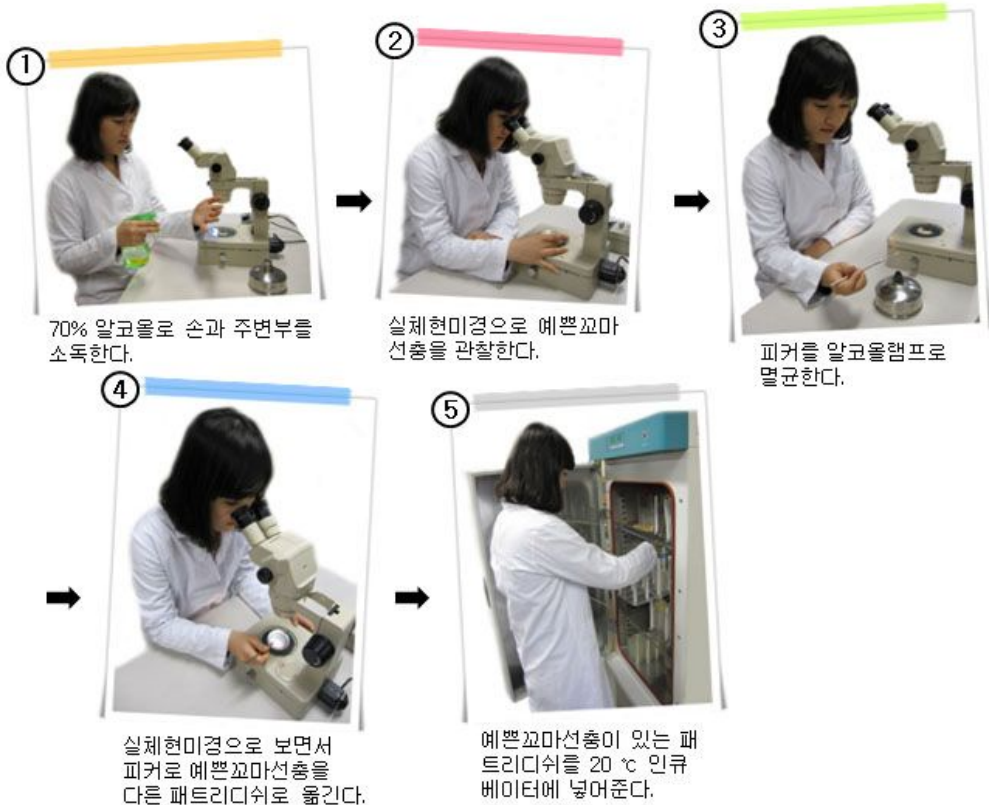 ①
70% 알코올로 손과 주변부를
소독한다.
②
실체현미경으로 예쁜꼬마
선충을 관찰한다.
③
피커를 알코올램프로
멸균한다.
④
실체현미경으로 보면서
피커로 예쁜꼬마선충을
다른 패트리디쉬로 옮긴다.
⑤
예쁜꼬마선충이 있는 패
트리디쉬를 20 ℃ 인큐
베이터에 넣어준다.